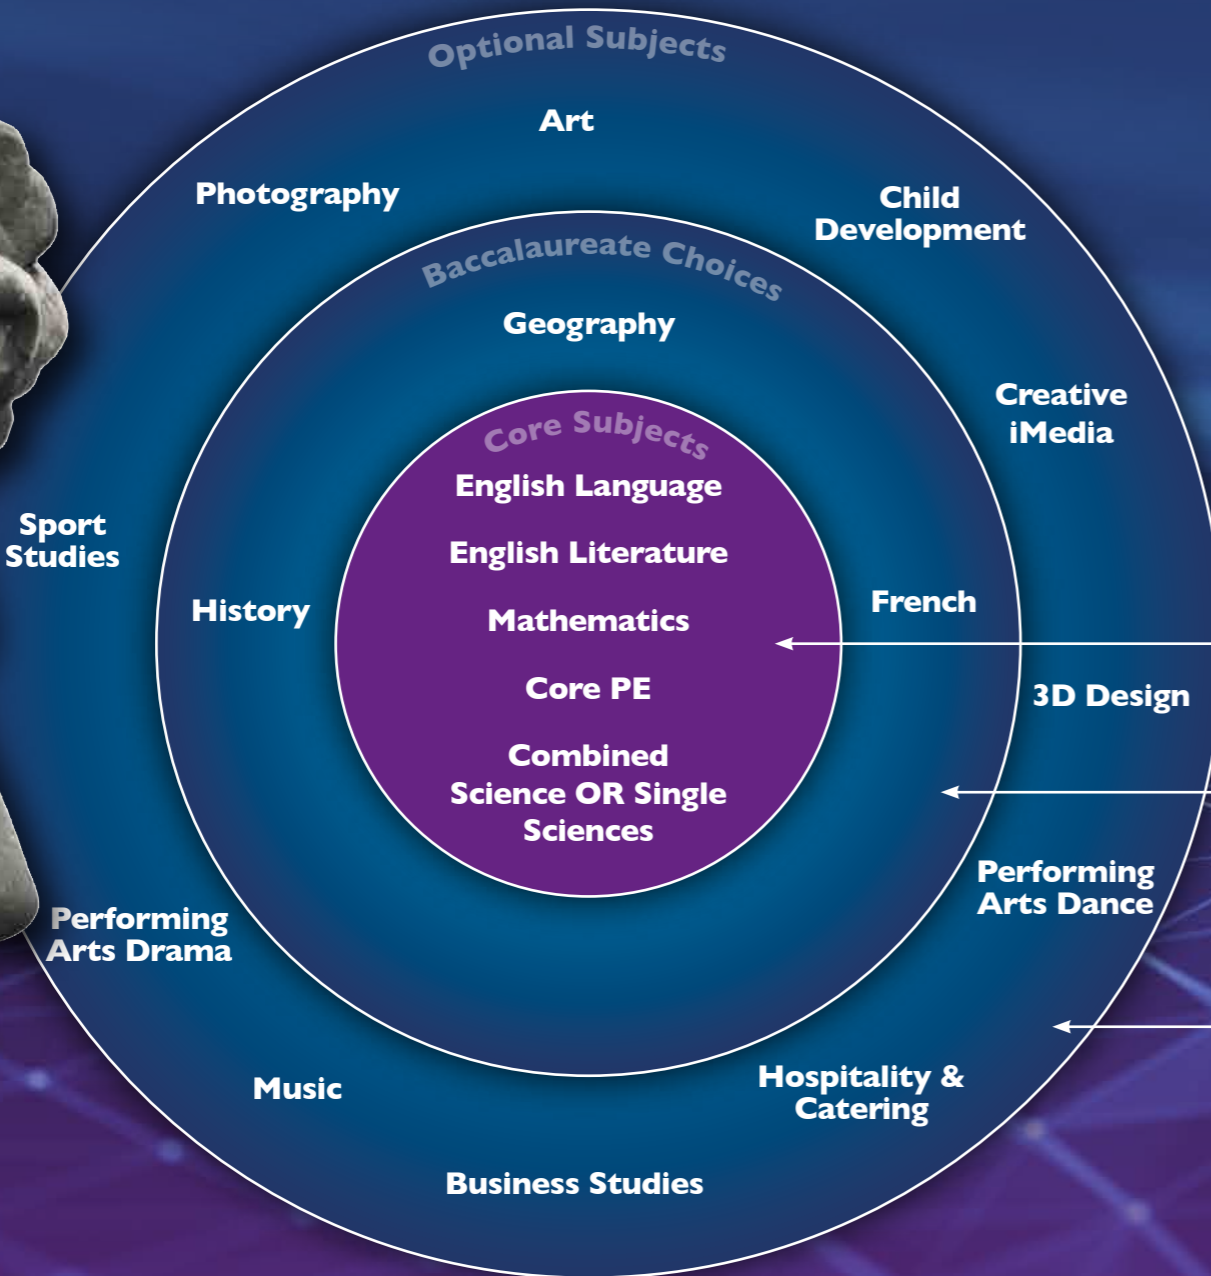 Optional Subjects
Art
Photography
Child
Development
Baccalaureate Choices
Geography
Creative
iMedia
Core Subjects
English Language
English Literature
Mathematics
Core PE
Combined
Science OR Single
Sciences
Sport
Studies
History
French
3D Design
Performing
Arts Dance
Performing
Arts Drama
Music
Hospitality &
Catering
Business Studies